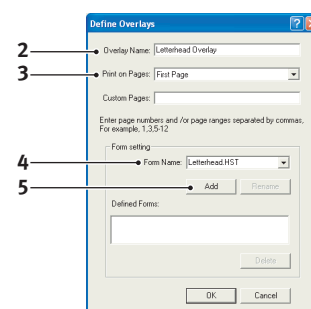 Define Overlays
2 Overlay Name: Letterhead Overlay
3 Print on Pages: First Page
Custom Pages:
Enter page numbers and /or page ranges separated by commas,
For example, 1,3,5-12
Form setting
4 Form Name: Letterhead.HST
5 Add Rename
Defined Forms:
Delete
OK Cancel